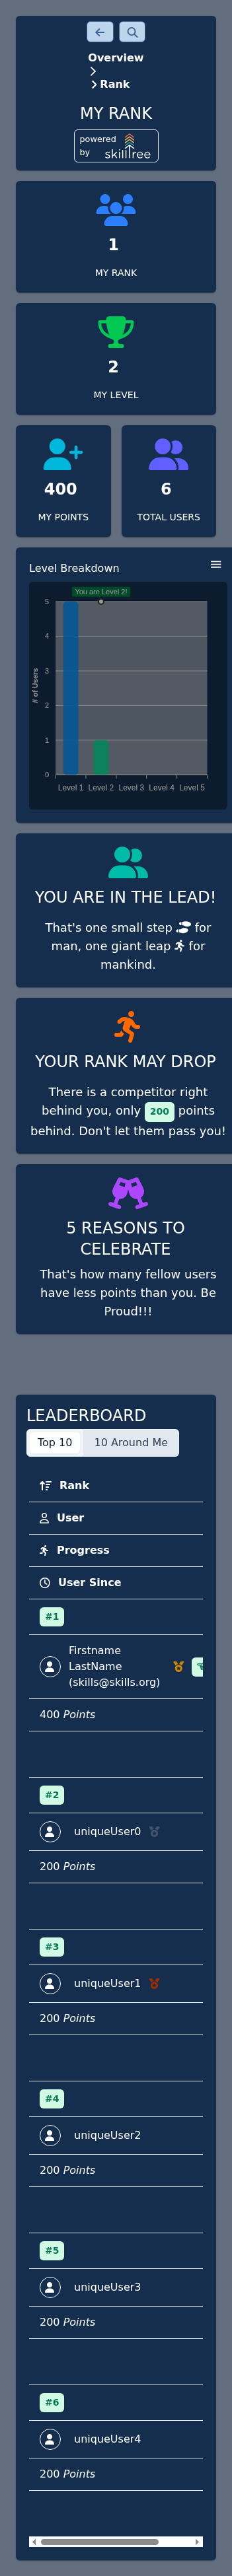 Overview
Rank
MY RANK
powered
by skilltree
1
MY RANK
2
MY LEVEL
400
MY POINTS
6
TOTAL USERS
Level Breakdown
You are Level 2!
5
4
3
2
1
0
# of Users
Level 1 Level 2 Level 3 Level 4 Level 5
YOU ARE IN THE LEAD!
That's one small step for
man, one giant leap for
mankind.
YOUR RANK MAY DROP
There is a competitor right
behind you, only 200 points
behind. Don't let them pass you!
5 REASONS TO
CELEBRATE
That's how many fellow users
have less points than you. Be
Proud!!!
LEADERBOARD
Top 10 10 Around Me
Rank
User
Progress
User Since
#1
Firstname
LastName
(skills@skills.org)
400 Points
#2
uniqueUser0
200 Points
#3
uniqueUser1
200 Points
#4
uniqueUser2
200 Points
#5
uniqueUser3
200 Points
#6
uniqueUser4
200 Points